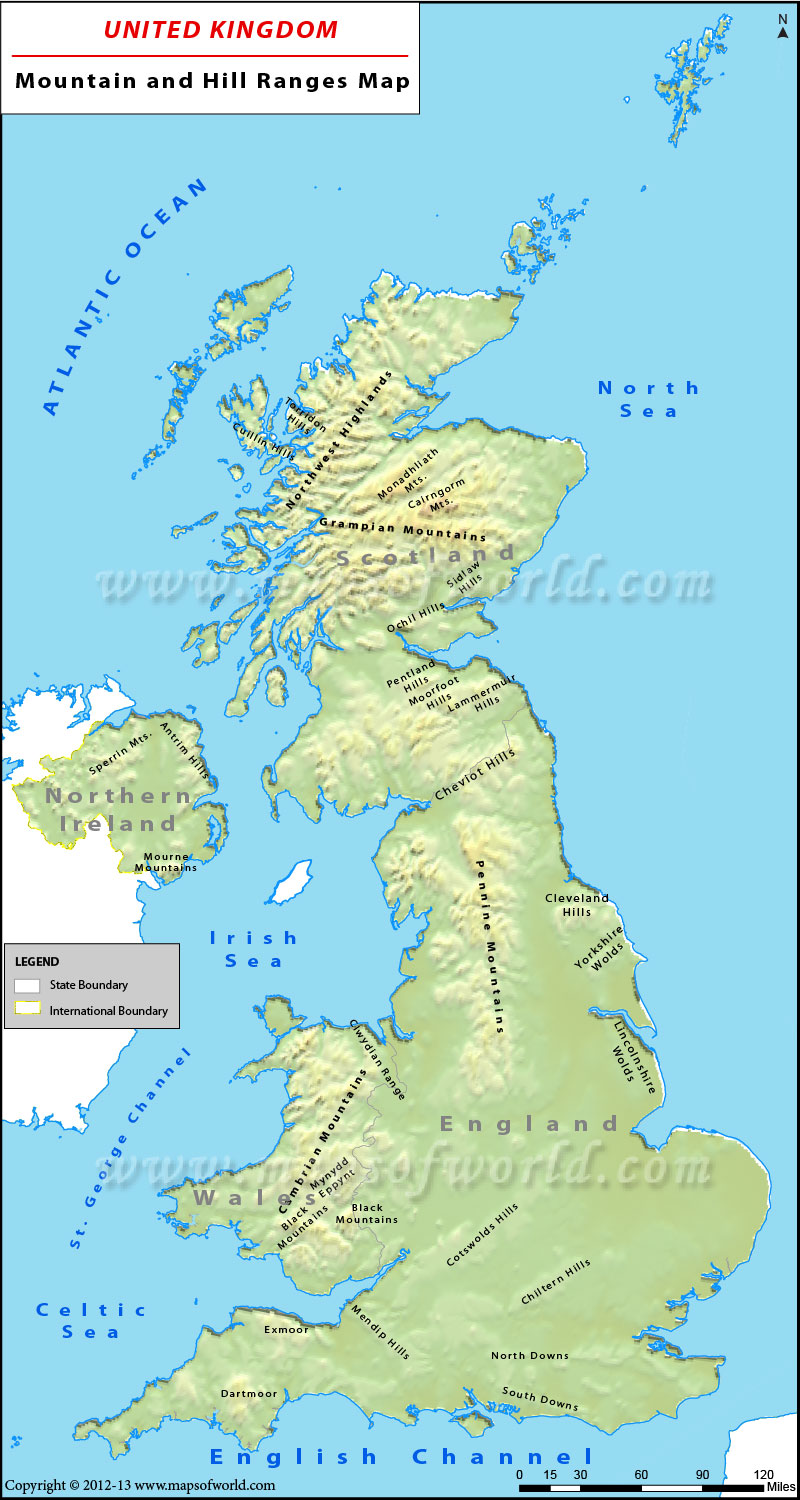 UNITED KINGDOM
Mountain and Hill Ranges Map
N
ATLANTIC OCEAN
North
Sea
Torridon
Hills
Cuillin Hills
Northwest Highlands
Monadhliath
Mts.
Cairngorm
Mts.
Grampian Mountains
Scotland
www.mapsofworld.com
Sidlaw
Hills
Ochil Hills
Pentland
Hills
Moorfoot
Hills
Lammermuir
Hills
Cheviot Hills
Sperrin Mts.
Antrim Hills
Northern
Ireland
Mourne
Mountains
Pennine Mountains
Cleveland
Hills
Yorkshire
Wolds
Irish
Sea
LEGEND
State Boundary
International Boundary
Lincolnshire
Wolds
Clwydian Range
St. George Channel
Cambrian Mountains
England
www.mapsofworld.com
Mynydd
Eppynt
Wales
Black
Mountains
Black
Mountains
Cotswolds Hills
Chiltern Hills
Celtic
Sea
Mendip Hills
Exmoor
North Downs
Dartmoor
South Downs
English Channel
Copyright © 2012-13 www.mapsofworld.com
0 15 30 60 90 120
Miles